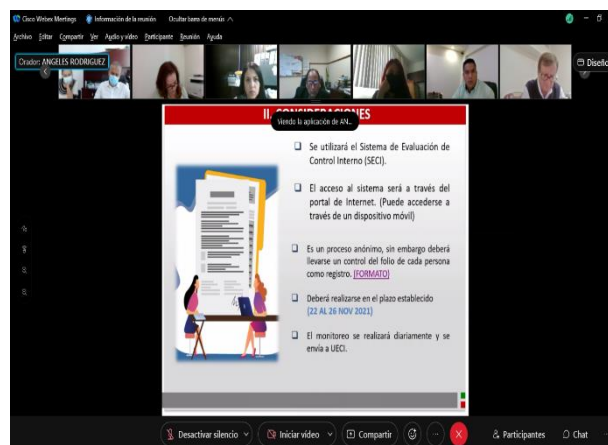 Cisco Webex Meetings Información de la reunión Ocultar barra de menús
Archivo Editar Compartir Ver Audio y vídeo Participante Reunión Ayuda
Orador: ANGELES RODRIGUEZ
Diseño
II. CONSIDERACIONES
Viendo la aplicación de AN...
Se utilizará el Sistema de Evaluación de
Control Interno (SECI).
El acceso al sistema será a través del
portal de Internet. (Puede accederse a
través de un dispositivo móvil)
Es un proceso anónimo, sin embargo deberá
llevarse un control del folio de cada persona
como registro. (FORMATO)
Deberá realizarse en el plazo establecido
(22 AL 26 NOV 2021)
El monitoreo se realizará diariamente y se
envía a UECI.
Desactivar silencio Iniciar vídeo Compartir Participantes Chat